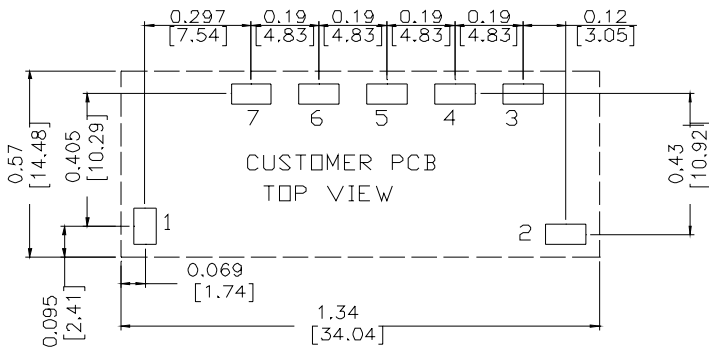 0.297 0.19 0.19 0.19 0.19 0.12
[7.54] [4.83] [4.83] [4.83] [4.83] [3.05]
7 6 5 4 3
0.57
[14.48]
0.405
[10.29]
CUSTOMER PCB
TOP VIEW
0.43
[10.92]
1
2
0.095
[2.41]
0.069
[1.74]
1.34
[34.04]